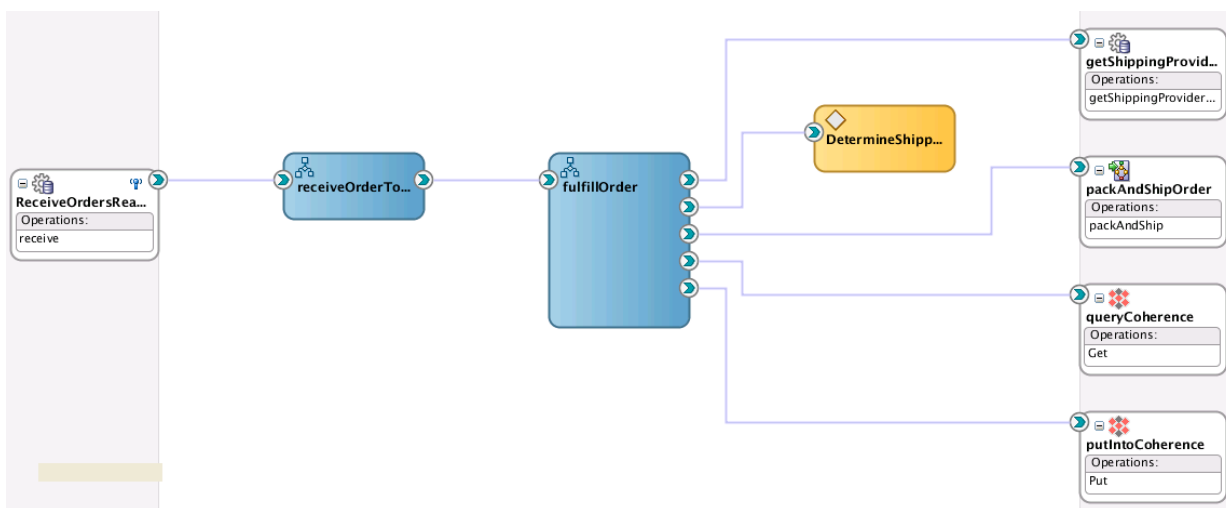 ReceiveOrdersRea...
Operations:
receive
receiveOrderTo...
fulfillOrder
DetermineShipp...
getShippingProvid...
Operations:
getShippingProvider...
packAndShipOrder
Operations:
packAndShip
queryCoherence
Operations:
Get
putIntoCoherence
Operations:
Put